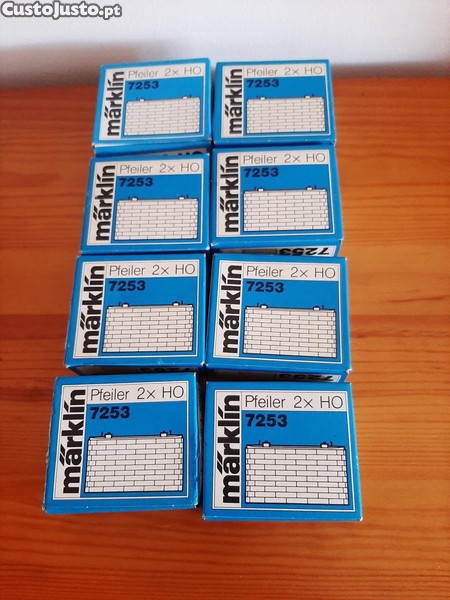 CustoJusto.pt
märklin
Pfeiler 2x HO
7253
märklin
Pfeiler 2x HO
7253
märklin
Pfeiler 2x HO
7253
märklin
Pfeiler 2x HO
7253
märklin
Pfeiler 2x HO
7253
märklin
Pfeiler 2x HO
7253
märklin
Pfeiler 2x HO
7253
märklin
Pfeiler 2x HO
7253